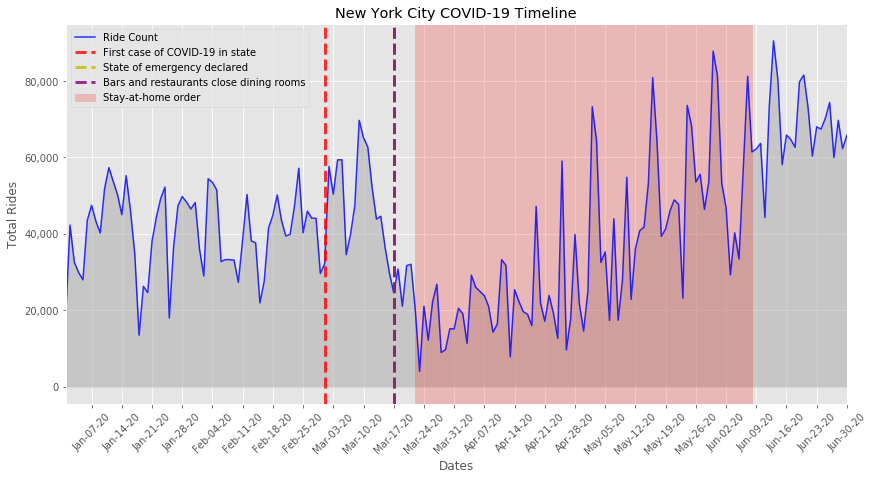 New York City COVID-19 Timeline
Ride Count
First case of COVID-19 in state
State of emergency declared
Bars and restaurants close dining rooms
Stay-at-home order
Total Rides
80,000
60,000
40,000
20,000
0
Jan-07-20
Jan-14-20
Jan-21-20
Jan-28-20
Feb-04-20
Feb-11-20
Feb-18-20
Feb-25-20
Mar-03-20
Mar-10-20
Mar-17-20
Mar-24-20
Mar-31-20
Apr-07-20
Apr-14-20
Apr-21-20
Apr-28-20
May-05-20
May-12-20
May-19-20
May-26-20
Jun-02-20
Jun-09-20
Jun-16-20
Jun-23-20
Jun-30-20
Dates